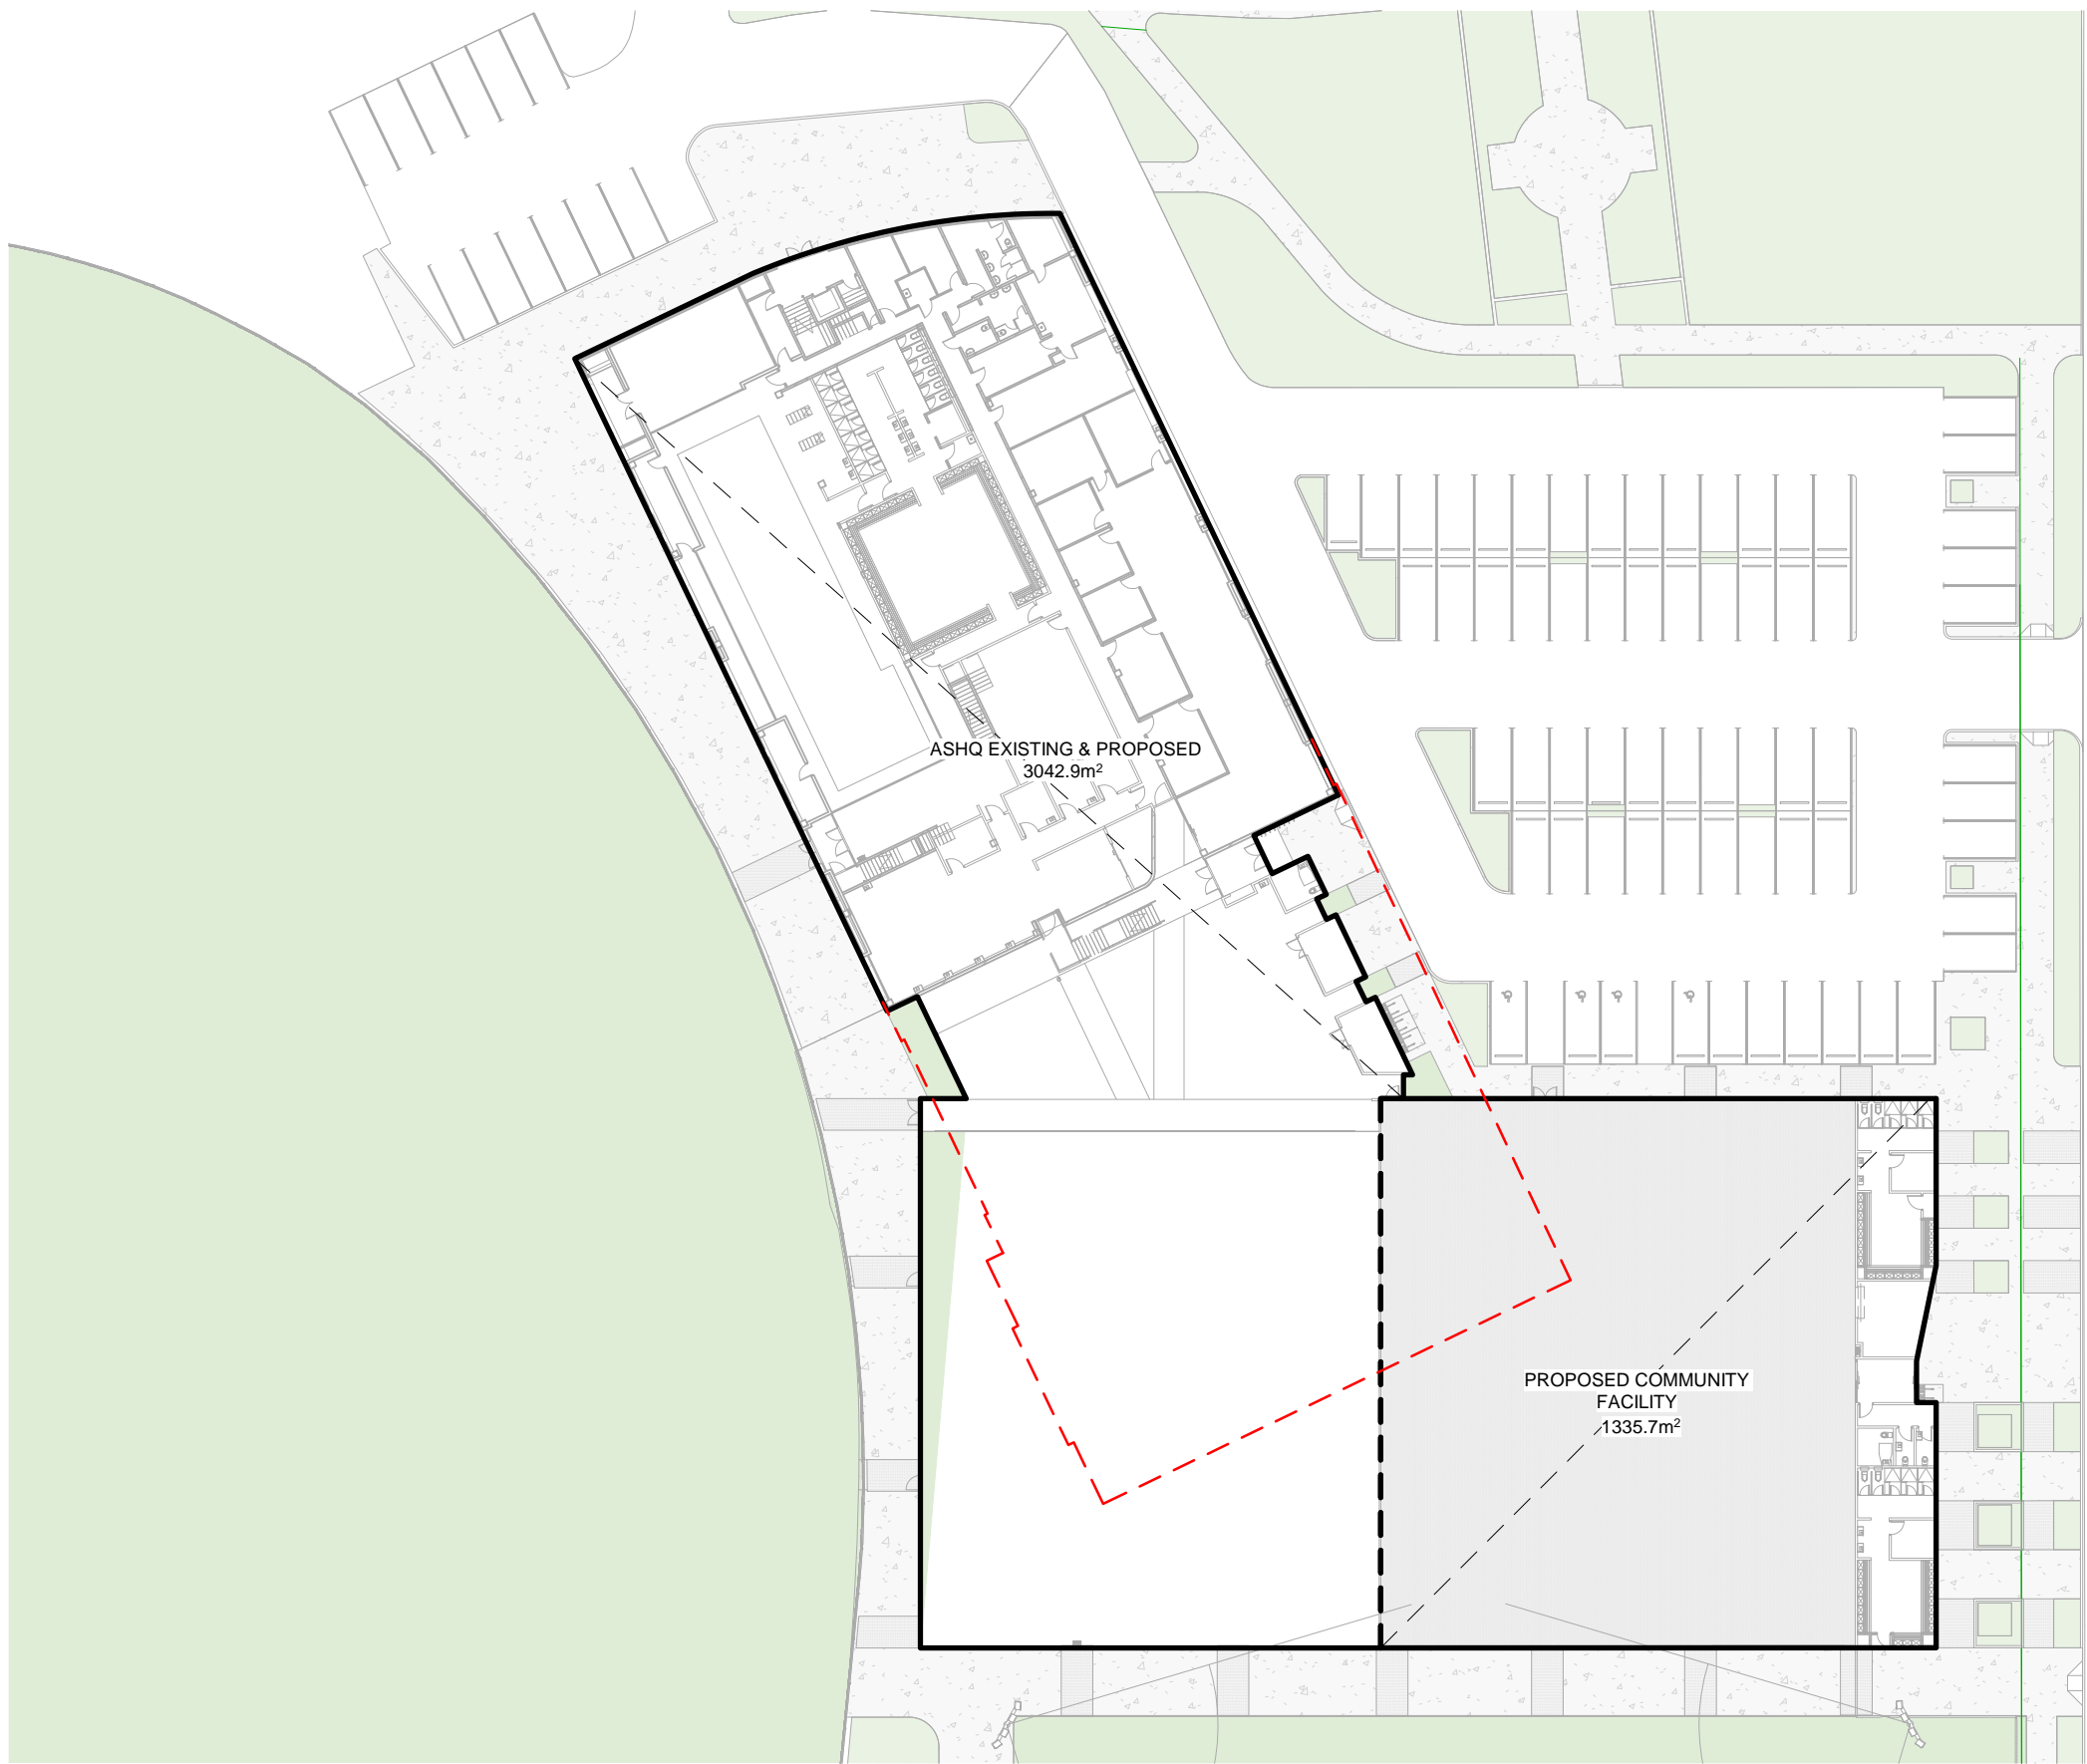 ASHQ EXISTING & PROPOSED
3042.9m²
PROPOSED COMMUNITY
FACILITY
1335.7m²